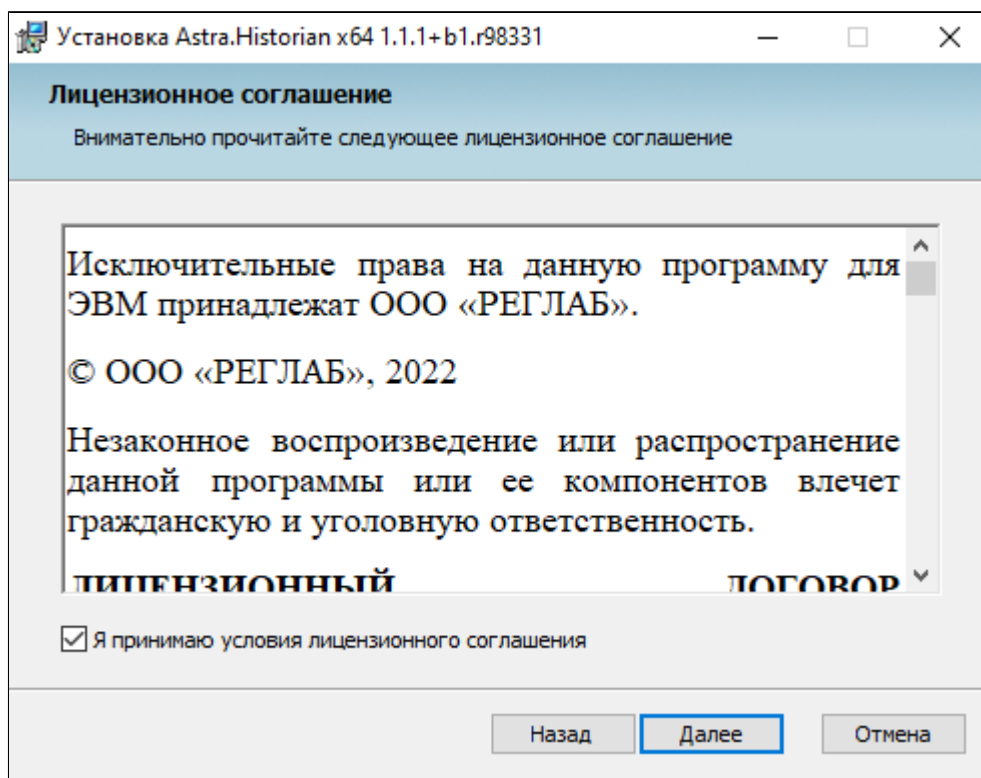 Установка Astra.Historian x64 1.1.1+b1.r98331
Лицензионное соглашение
Внимательно прочитайте следующее лицензионное соглашение
Исключительные права на данную программу для
ЭВМ принадлежат ООО «РЕГЛАБ».
© ООО «РЕГЛАБ», 2022
Незаконное воспроизведение или распространение
данной программы или ее компонентов влечет
гражданскую и уголовную ответственность.
ЛИЦЕНЗИОННЫЙ ДОГОВОР
Я принимаю условия лицензионного соглашения
Назад Далее Отмена